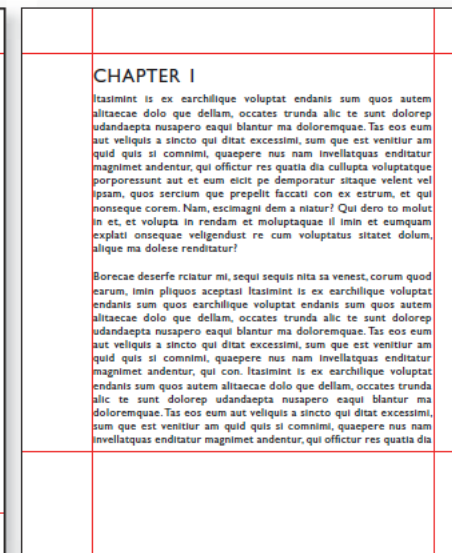 CHAPTER 1
Itasimint is ex earchilique voluptat endanis sum quos autem
alitaecae dolo que dellam, occates trunda alic te sunt dolorep
udandaepta nusapero eaqui blantur ma doloremquae. Tas eos eum
aut veliquis a sincto qui ditat excessimi, sum que est venitiur am
quid quis si comnimi, quaepere nus nam invellatquas enditatur
magnimet andentur, qui offictur res quatia dia cullupta voluptatque
porporessunt aut et eum eicit pe demporatur sitaque velent vel
ipsam, quos sercium que prepelit faccati con ex estrum, et qui
nonseque corem. Nam, escimagni dem a niatur? Qui dero to molut
in et, et volupta in rendam et moluptaquae il imin et eumquam
explati onsequae veligendust re cum voluptatus sitatet dolum,
alique ma dolese renditatur?
Borecae deserfe rciatur mi, sequi sequis nita sa venest, corum quod
earum, imin pliquos aceptasi Itasimint is ex earchilique voluptat
endanis sum quos earchilique voluptat endanis sum quos autem
alitaecae dolo que dellam, occates trunda alic te sunt dolorep
udandaepta nusapero eaqui blantur ma doloremquae. Tas eos eum
aut veliquis a sincto qui ditat excessimi, sum que est venitiur am
quid quis si comnimi, quaepere nus nam invellatquas enditatur
magnimet andentur, qui con. Itasimint is ex earchilique voluptat
endanis sum quos autem alitaecae dolo que dellam, occates trunda
alic te sunt dolorep udandaepta nusapero eaqui blantur ma
doloremquae. Tas eos eum aut veliquis a sincto qui ditat excessimi,
sum que est venitiur am quid quis si comnimi, quaepere nus nam
invellatquas enditatur magnimet andentur, qui offictur res quatia dia